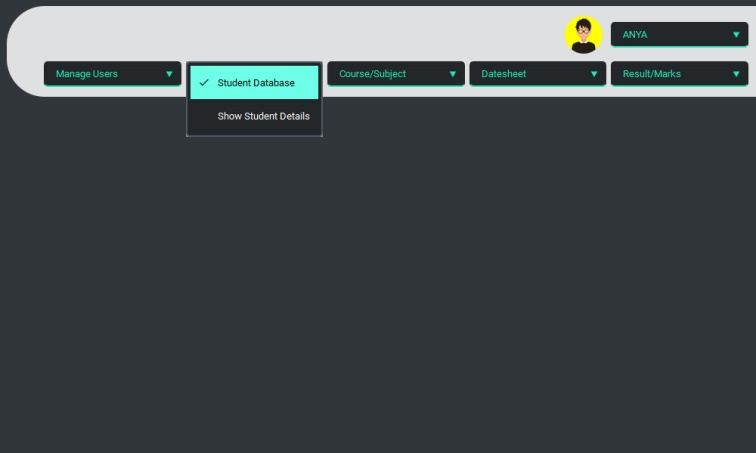 ANYA
Manage Users
Student Database
Course/Subject
Datesheet
Result/Marks
Show Student Details